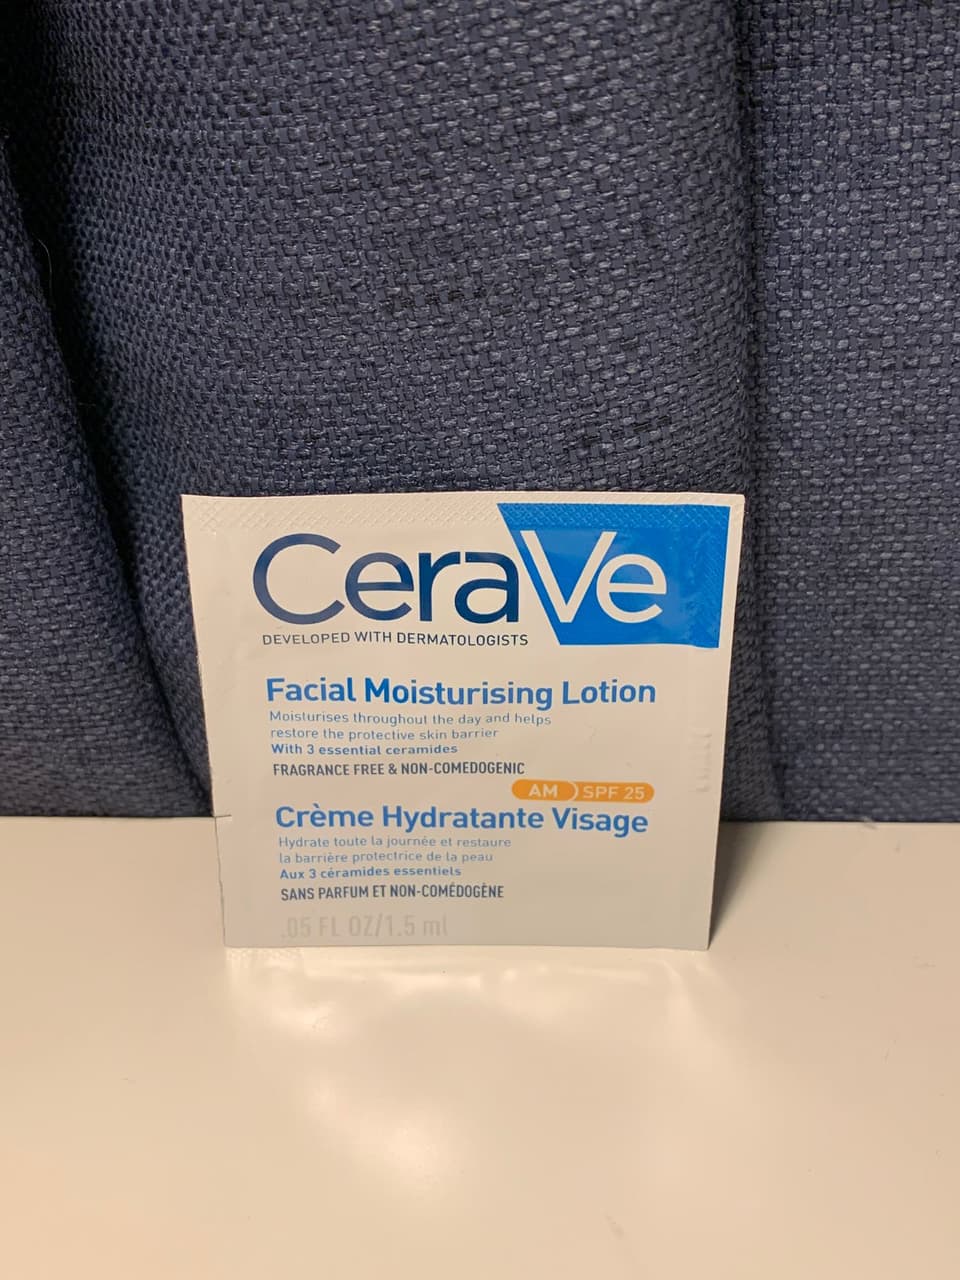 CeraVe
DEVELOPED WITH DERMATOLOGISTS
Facial Moisturising Lotion
Moisturises throughout the day and helps
restore the protective skin barrier
With 3 essential ceramides
FRAGRANCE FREE & NON-COMEDOGENIC
AM SPF 25
Crème Hydratante Visage
Hydrate toute la journée et restaure
la barrière protectrice de la peau
Aux 3 céramides essentiels
SANS PARFUM ET NON-COMÉDOGÈNE
.05 FL OZ/1.5 ml